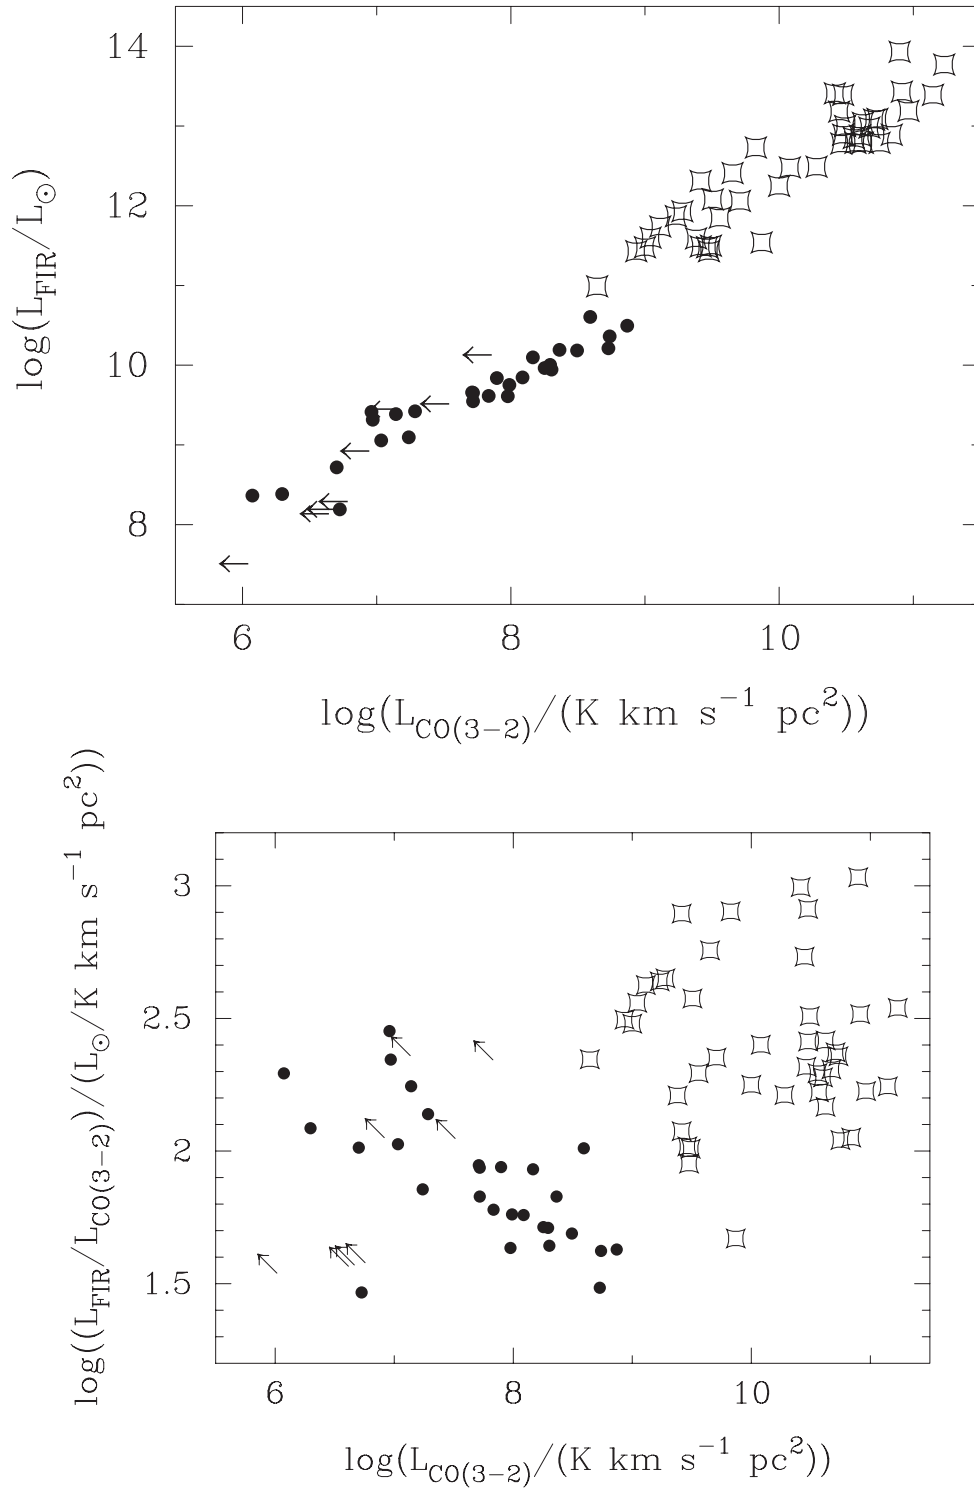 14
12
10
8
log(L_FIR/L_⊙)
6 8 10
log(L_CO(3−2)/(K km s^−1 pc^2))
3
2.5
2
1.5
log((L_FIR/L_CO(3−2))/(L_⊙/K km s^−1 pc^2))
6 8 10
log(L_CO(3−2)/(K km s^−1 pc^2))